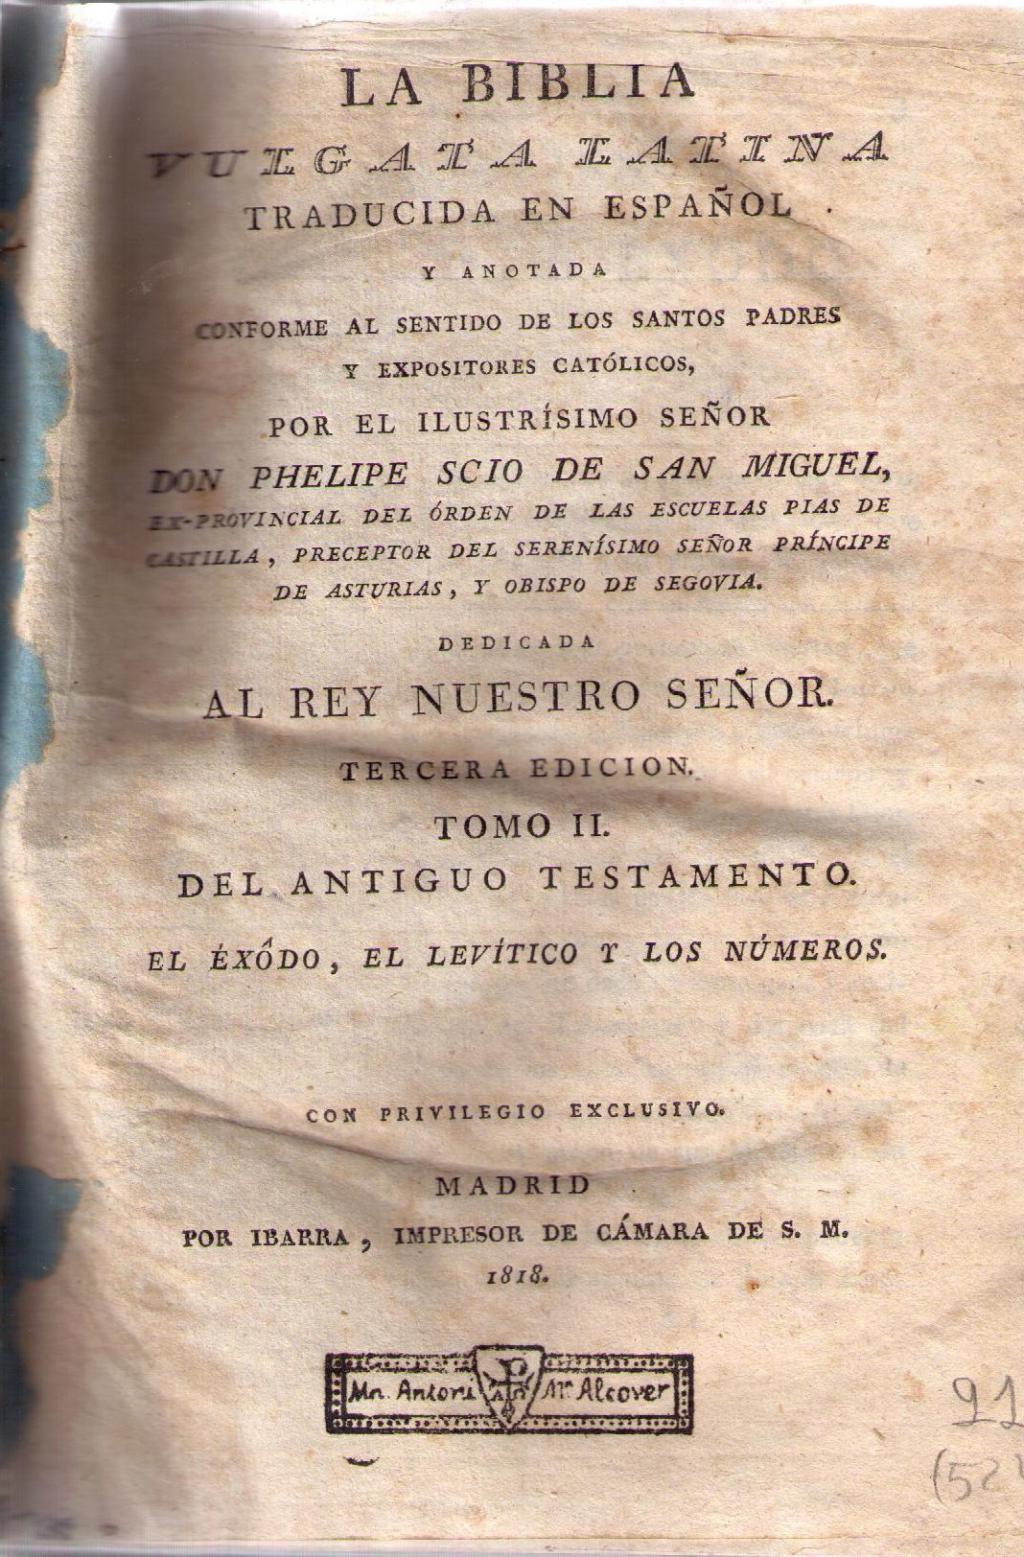 LA BIBLIA
VULGATA LATINA
TRADUCIDA EN ESPAÑOL
Y ANOTADA
CONFORME AL SENTIDO DE LOS SANTOS PADRES
Y EXPOSITORES CATÓLICOS,
POR EL ILUSTRÍSIMO SEÑOR
DON PHELIPE SCIO DE SAN MIGUEL,
EX-PROVINCIAL DEL ÓRDEN DE LAS ESCUELAS PIAS DE
CASTILLA, PRECEPTOR DEL SERENÍSIMO SEÑOR PRÍNCIPE
DE ASTURIAS, Y OBISPO DE SEGOVIA.
DEDICADA
AL REY NUESTRO SEÑOR.
TERCERA EDICION.
TOMO II.
DEL ANTIGUO TESTAMENTO.
EL ÉXÔDO, EL LEVÍTICO Y LOS NÚMEROS.
CON PRIVILEGIO EXCLUSIVO.
MADRID
POR IBARRA, IMPRESOR DE CÁMARA DE S. M.
1818.
Mn. Antoni Mª Alcover
91